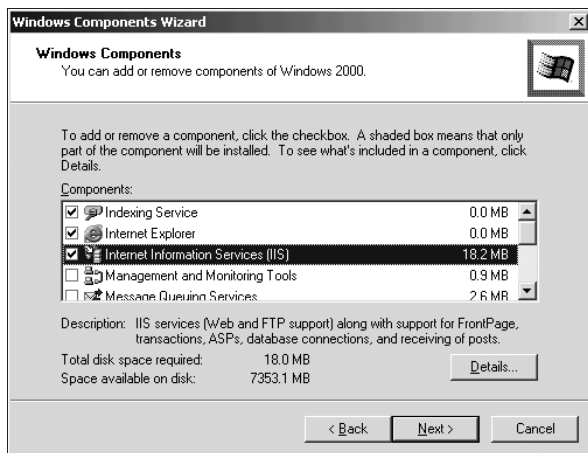 Windows Components Wizard
Windows Components
You can add or remove components of Windows 2000.
To add or remove a component, click the checkbox. A shaded box means that only
part of the component will be installed. To see what's included in a component, click
Details.
Components:
Indexing Service 0.0 MB
Internet Explorer 0.0 MB
Internet Information Services (IIS) 18.2 MB
Management and Monitoring Tools 0.9 MB
Message Queuing Services 2.6 MB
Description: IIS services (Web and FTP support) along with support for FrontPage,
transactions, ASPs, database connections, and receiving of posts.
Total disk space required: 18.0 MB
Space available on disk: 7353.1 MB
Details...
< Back Next > Cancel